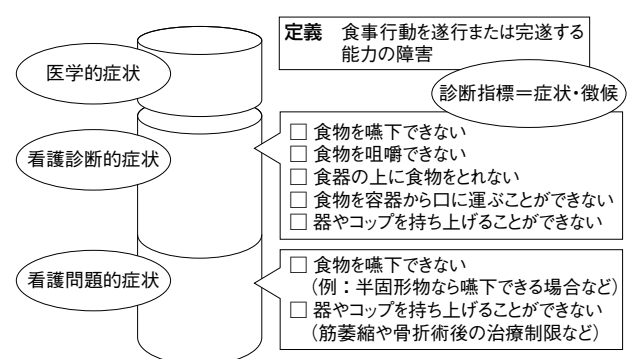 定義 食事行動を遂行または完遂する
能力の障害
医学的症状
診断指標＝症状・徴候
看護診断的症状
□ 食物を嚥下できない
□ 食物を咀嚼できない
□ 食器の上に食物をとれない
□ 食物を容器から口に運ぶことができない
□ 器やコップを持ち上げることができない
看護問題的症状
□ 食物を嚥下できない
（例：半固形物なら嚥下できる場合など）
□ 器やコップを持ち上げることができない
（筋萎縮や骨折術後の治療制限など）